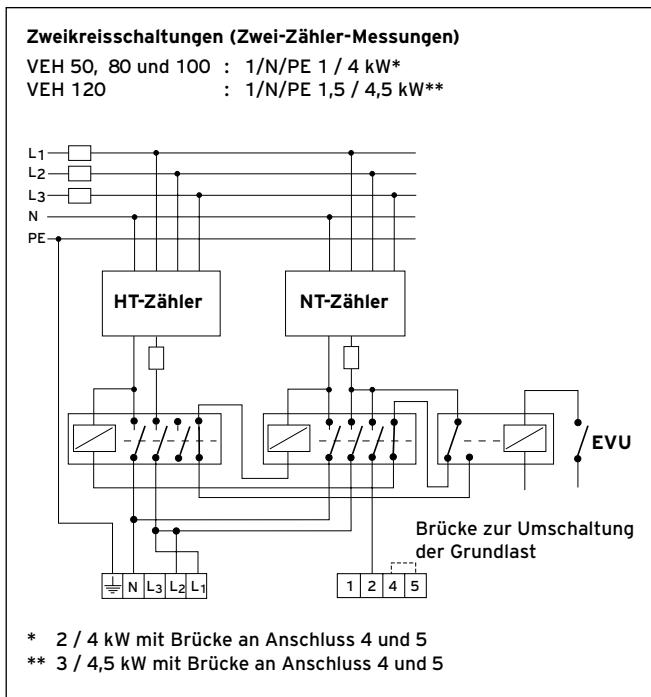 Zweikreisschaltungen (Zwei-Zähler-Messungen)
VEH 50, 80 und 100 : 1/N/PE 1 / 4 kW*
VEH 120 : 1/N/PE 1,5 / 4,5 kW**
L1
L2
L3
N
PE
HT-Zähler
NT-Zähler
EVU
Brücke zur Umschaltung
der Grundlast
N L3 L2 L1
1 2 4 5
* 2 / 4 kW mit Brücke an Anschluss 4 und 5
** 3 / 4,5 kW mit Brücke an Anschluss 4 und 5